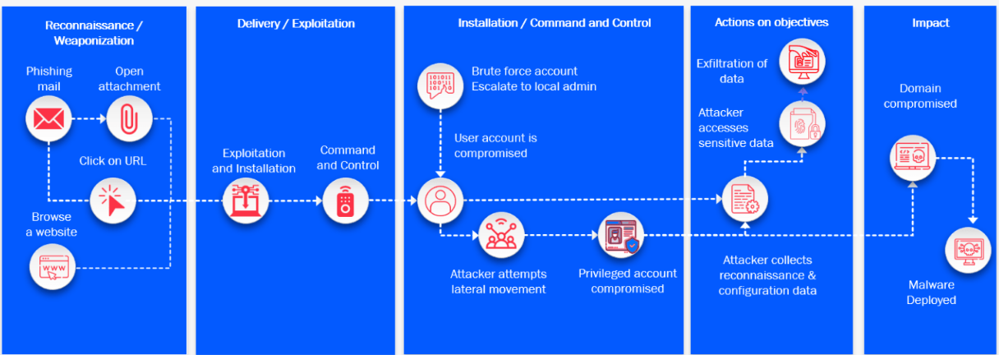 Reconnaissance /
Weaponization
Phishing
mail
Open
attachment
Click on URL
Browse
a website
WWW
Delivery / Exploitation
Exploitation
and Installation
Command
and Control
Installation / Command and Control
Brute force account
Escalate to local admin
User account is
compromised
Attacker attempts
lateral movement
Privileged account
compromised
Actions on objectives
Exfiltration of
data
Attacker
accesses
sensitive data
Attacker collects
reconnaissance &
configuration data
Impact
Domain
compromised
Malware
Deployed